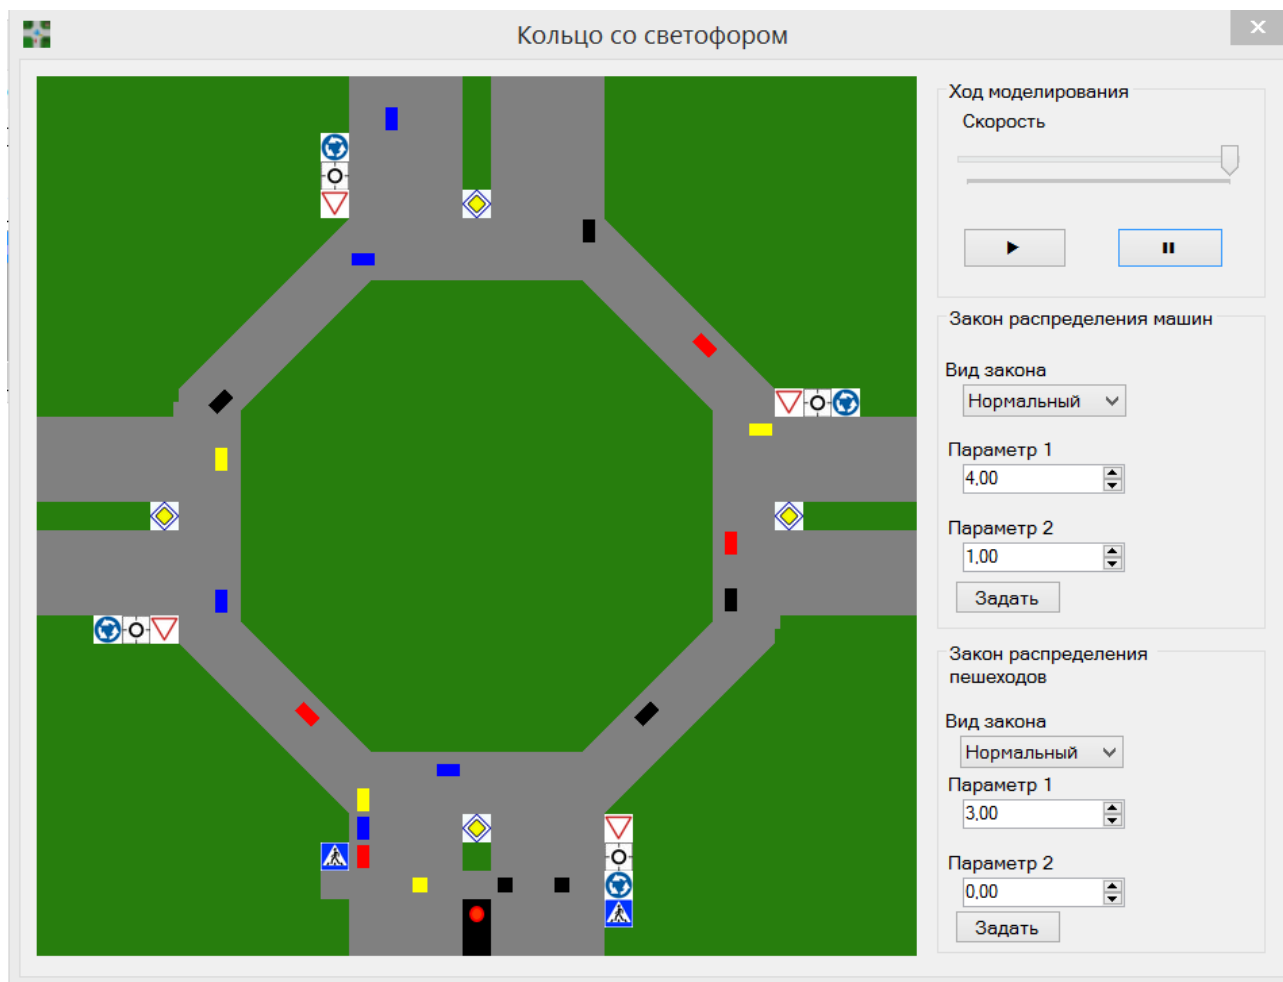 Кольцо со светофором
Ход моделирования
Скорость
Закон распределения машин
Вид закона
Нормальный
Параметр 1
4,00
Параметр 2
1,00
Задать
Закон распределения
пешеходов
Вид закона
Нормальный
Параметр 1
3,00
Параметр 2
0,00
Задать